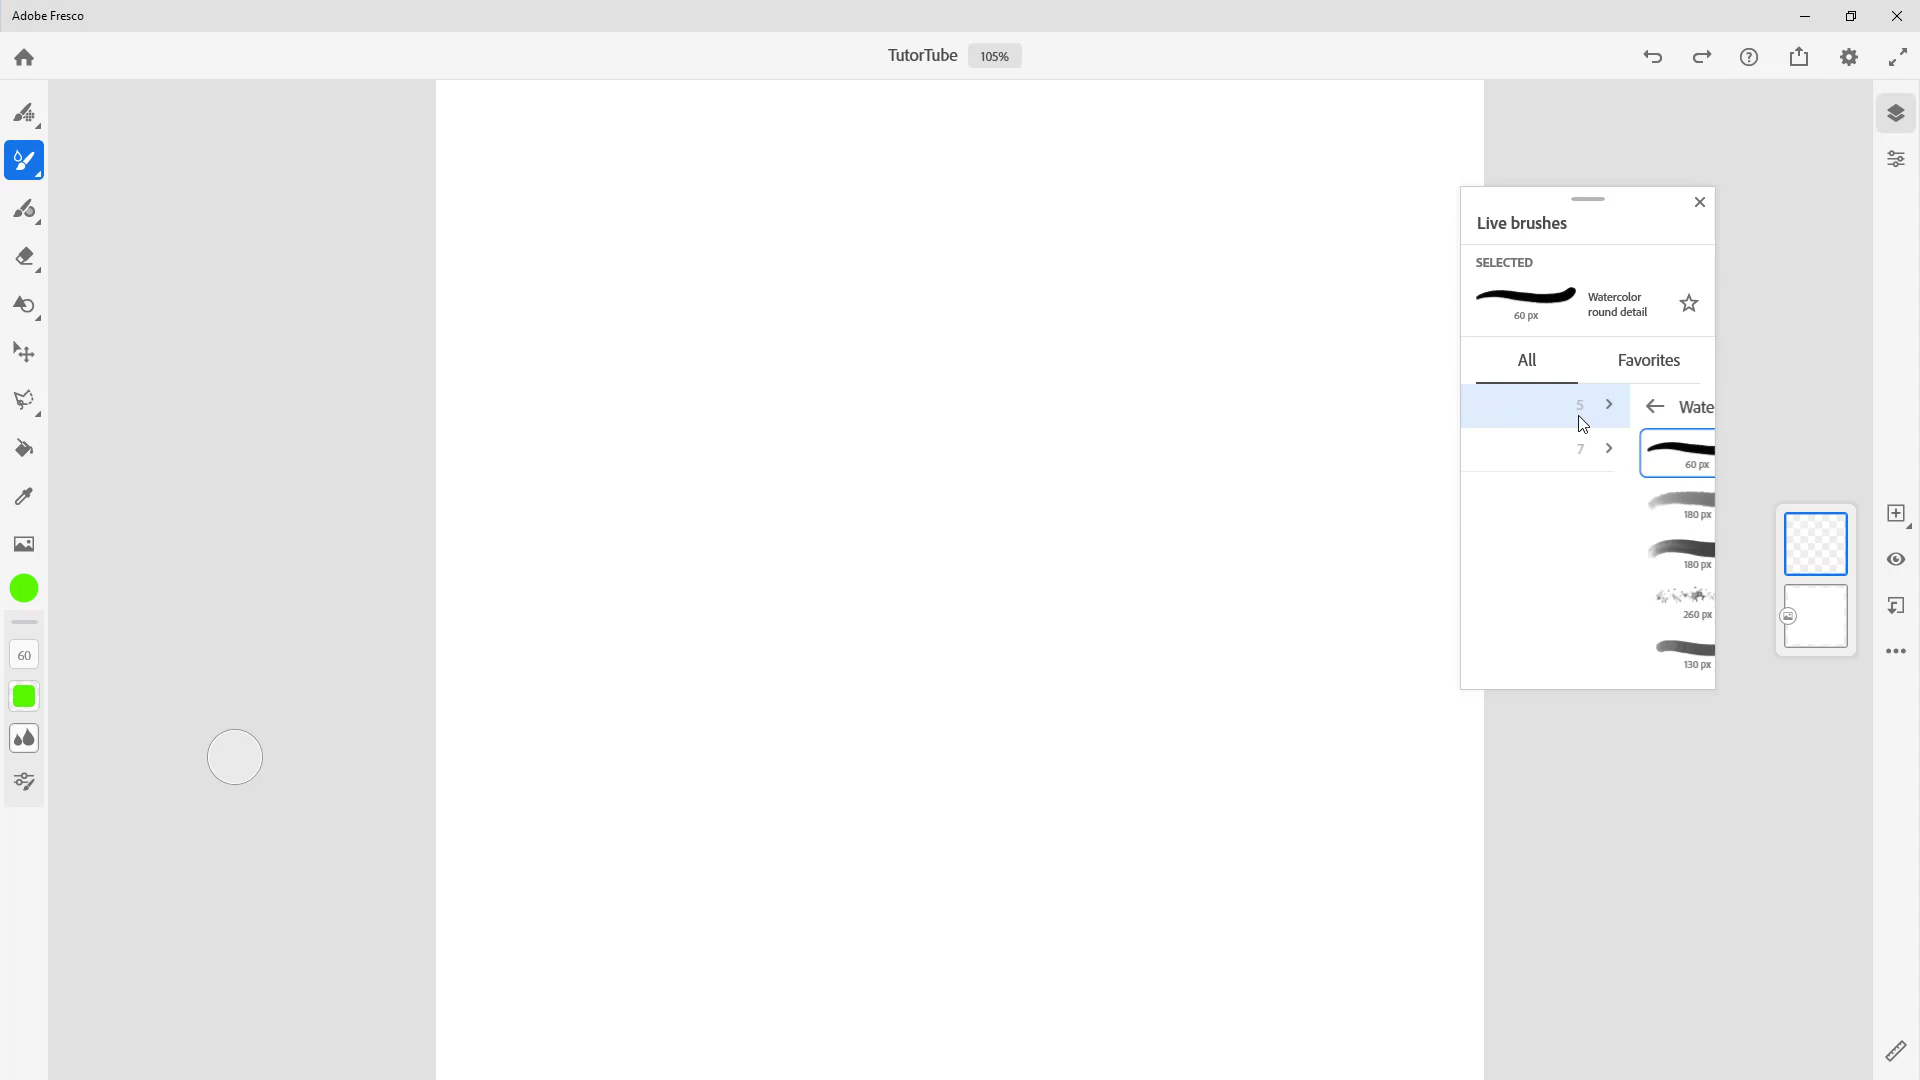 Adobe Fresco
TutorTube 105%
Live brushes
SELECTED
Watercolor
round detail
60 px
All Favorites
5
7
Wate
60 px
180 px
180 px
260 px
130 px
60